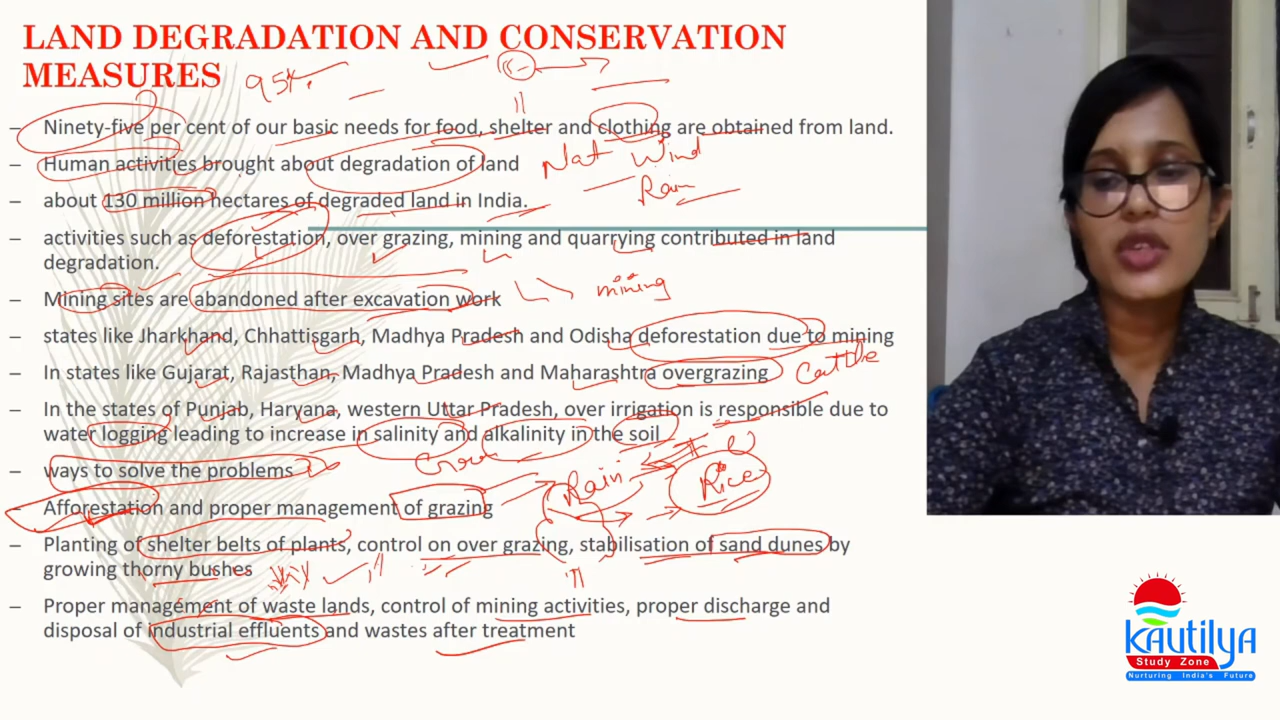 LAND DEGRADATION AND CONSERVATION
MEASURES
95%.
– Ninety-five per cent of our basic needs for food, shelter and clothing are obtained from land.
– Human activities brought about degradation of land
Nat Wind
Rain
– about 130 million hectares of degraded land in India.
– activities such as deforestation, over grazing, mining and quarrying contributed in land
degradation.
– Mining sites are abandoned after excavation work
mining
– states like Jharkhand, Chhattisgarh, Madhya Pradesh and Odisha deforestation due to mining
– In states like Gujarat, Rajasthan, Madhya Pradesh and Maharashtra overgrazing
Cattle
– In the states of Punjab, Haryana, western Uttar Pradesh, over irrigation is responsible due to
water logging leading to increase in salinity and alkalinity in the soil
– ways to solve the problems
Rain
Rice
– Afforestation and proper management of grazing
– Planting of shelter belts of plants, control on over grazing, stabilisation of sand dunes by
growing thorny bushes
– Proper management of waste lands, control of mining activities, proper discharge and
disposal of industrial effluents and wastes after treatment
Kautilya
Study Zone
Nurturing India's Future